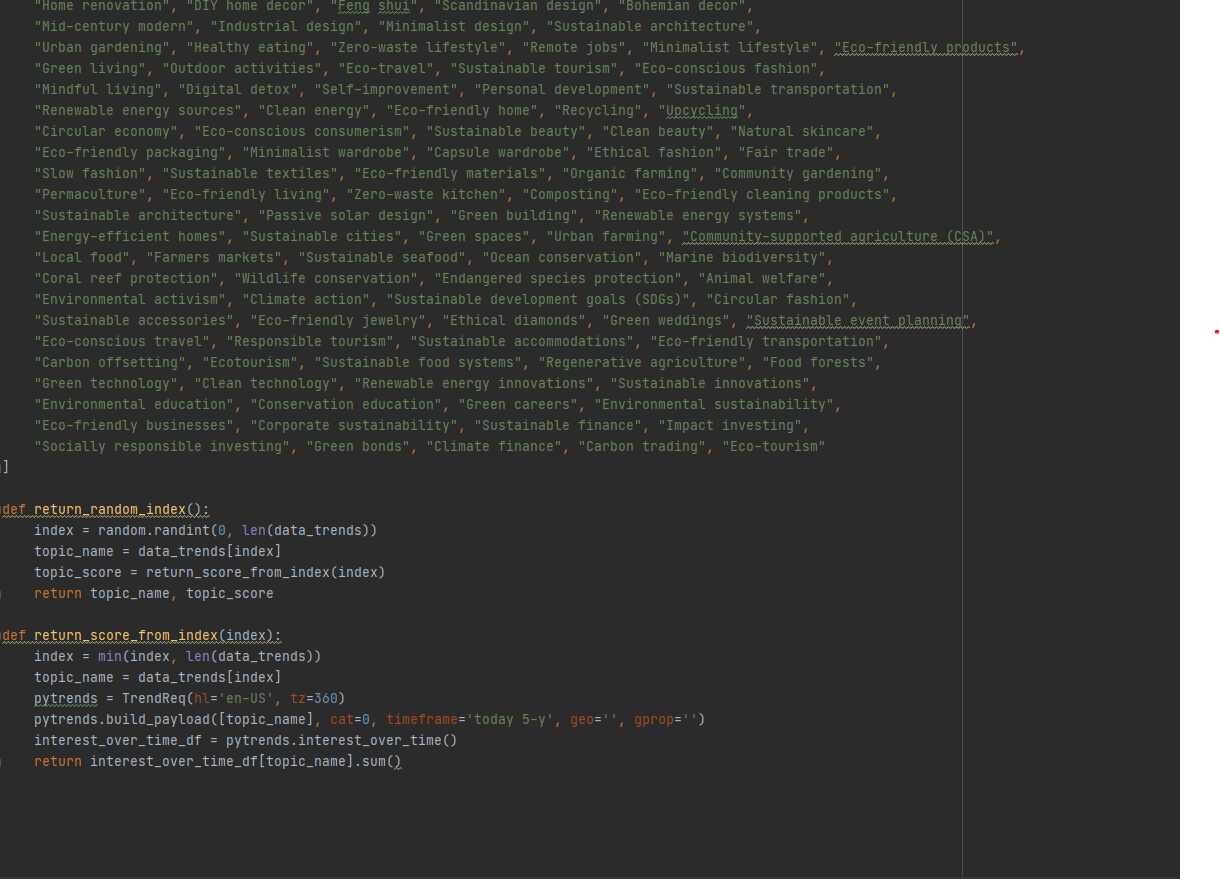 "Home renovation", "DIY home decor", "Feng shui", "Scandinavian design", "Bohemian decor",
"Mid-century modern", "Industrial design", "Minimalist design", "Sustainable architecture",
"Urban gardening", "Healthy eating", "Zero-waste lifestyle", "Remote jobs", "Minimalist lifestyle", "Eco-friendly products",
"Green living", "Outdoor activities", "Eco-travel", "Sustainable tourism", "Eco-conscious fashion",
"Mindful living", "Digital detox", "Self-improvement", "Personal development", "Sustainable transportation",
"Renewable energy sources", "Clean energy", "Eco-friendly home", "Recycling", "Upcycling",
"Circular economy", "Eco-conscious consumerism", "Sustainable beauty", "Clean beauty", "Natural skincare",
"Eco-friendly packaging", "Minimalist wardrobe", "Capsule wardrobe", "Ethical fashion", "Fair trade",
"Slow fashion", "Sustainable textiles", "Eco-friendly materials", "Organic farming", "Community gardening",
"Permaculture", "Eco-friendly living", "Zero-waste kitchen", "Composting", "Eco-friendly cleaning products",
"Sustainable architecture", "Passive solar design", "Green building", "Renewable energy systems",
"Energy-efficient homes", "Sustainable cities", "Green spaces", "Urban farming", "Community-supported agriculture (CSA)",
"Local food", "Farmers markets", "Sustainable seafood", "Ocean conservation", "Marine biodiversity",
"Coral reef protection", "Wildlife conservation", "Endangered species protection", "Animal welfare",
"Environmental activism", "Climate action", "Sustainable development goals (SDGs)", "Circular fashion",
"Sustainable accessories", "Eco-friendly jewelry", "Ethical diamonds", "Green weddings", "Sustainable event planning",
"Eco-conscious travel", "Responsible tourism", "Sustainable accommodations", "Eco-friendly transportation",
"Carbon offsetting", "Ecotourism", "Sustainable food systems", "Regenerative agriculture", "Food forests",
"Green technology", "Clean technology", "Renewable energy innovations", "Sustainable innovations",
"Environmental education", "Conservation education", "Green careers", "Environmental sustainability",
"Eco-friendly businesses", "Corporate sustainability", "Sustainable finance", "Impact investing",
"Socially responsible investing", "Green bonds", "Climate finance", "Carbon trading", "Eco-tourism"
]
def return_random_index():
index = random.randint(0, len(data_trends))
topic_name = data_trends[index]
topic_score = return_score_from_index(index)
return topic_name, topic_score
def return_score_from_index(index):
index = min(index, len(data_trends))
topic_name = data_trends[index]
pytrends = TrendReq(hl='en-US', tz=360)
pytrends.build_payload([topic_name], cat=0, timeframe='today 5-y', geo='', gprop='')
interest_over_time_df = pytrends.interest_over_time()
return interest_over_time_df[topic_name].sum()